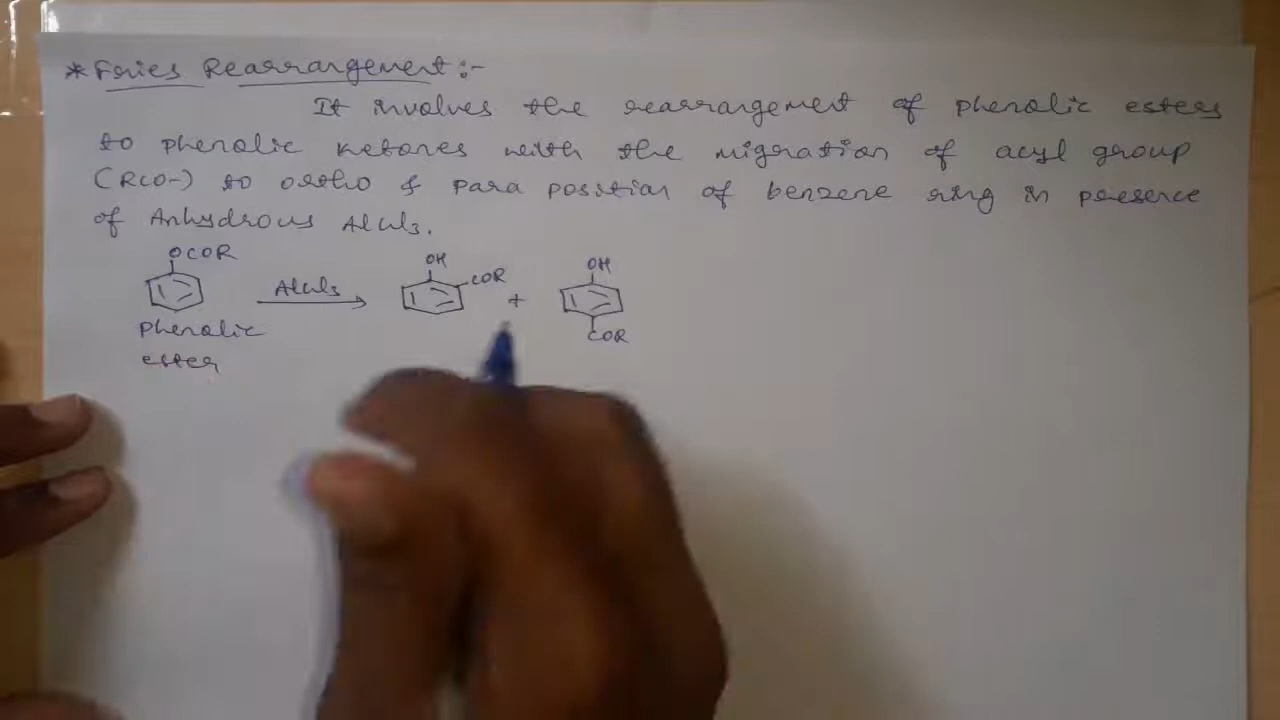 * Fries Rearrangement :-
It involves the rearrangement of phenolic esters
to phenolic ketones with the migration of acyl group
(RCO-) to ortho & para position of benzene ring in presence
of Anhydrous AlCl3.
OCOR AlCl3 OH COR + OH COR
Phenolic
ester